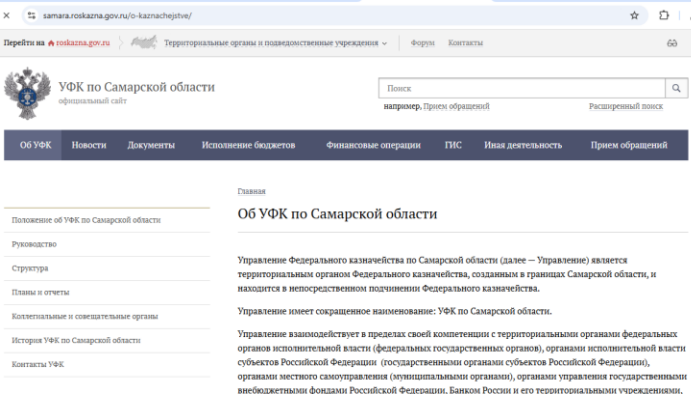 samara.roskazna.gov.ru/o-kaznachejstve/
Перейти на roskazna.gov.ru Территориальные органы и подведомственные учреждения Форум Контакты
УФК по Самарской области
официальный сайт
Поиск
например, Прием обращений Расширенный поиск
Об УФК Новости Документы Исполнение бюджетов Финансовые операции ГИС Иная деятельность Прием обращений
Главная
Об УФК по Самарской области
Положение об УФК по Самарской области
Руководство
Структура
Планы и отчеты
Коллегиальные и совещательные органы
История УФК по Самарской области
Контакты УФК
Управление Федерального казначейства по Самарской области (далее — Управление) является
территориальным органом Федерального казначейства, созданным в границах Самарской области, и
находится в непосредственном подчинении Федерального казначейства.
Управление имеет сокращенное наименование: УФК по Самарской области.
Управление взаимодействует в пределах своей компетенции с территориальными органами федеральных
органов исполнительной власти (федеральных государственных органов), органами исполнительной власти
субъектов Российской Федерации (государственными органами субъектов Российской Федерации),
органами местного самоуправления (муниципальными органами), органами управления государственными
внебюджетными фондами Российской Федерации, Банком России и его территориальными учреждениями,